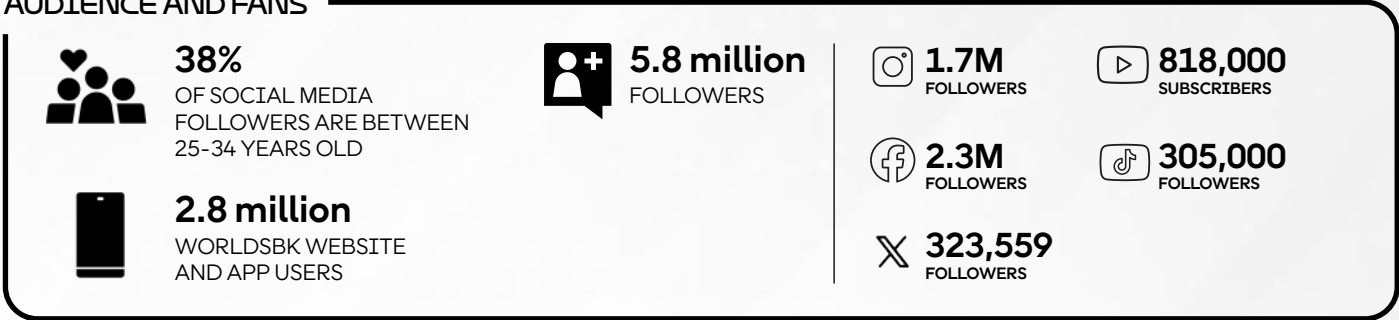 AUDIENCE AND FANS
38%
OF SOCIAL MEDIA
FOLLOWERS ARE BETWEEN
25-34 YEARS OLD
2.8 million
WORLDSBK WEBSITE
AND APP USERS
5.8 million
FOLLOWERS
1.7M
FOLLOWERS
818,000
SUBSCRIBERS
2.3M
FOLLOWERS
305,000
FOLLOWERS
323,559
FOLLOWERS